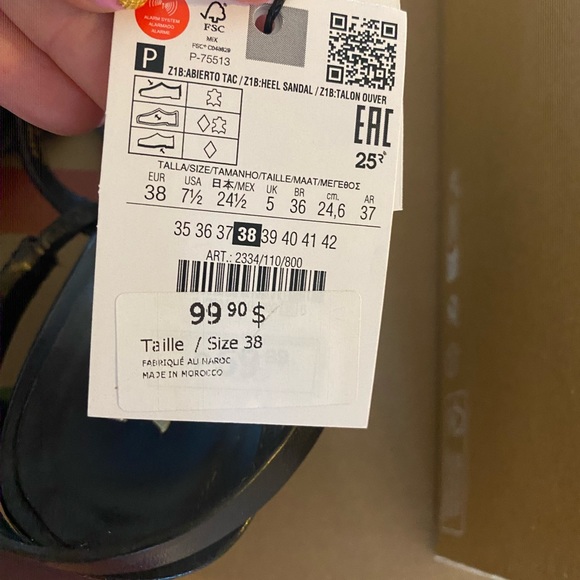 ALARM SYSTEM
ALARMADO
ALARME
FSC
MIX
P-75513
P
Z1B:ABIERTO TAC / Z1B:HEEL SANDAL / Z1B:TALON OUVER
EAC
25
TALLA/SIZE/TAMANHO/TAILLE/MAAT/ΜΕΓΕΘΟΣ
EUR USA 日本/MEX UK BR cm. AR
38 7½ 24½ 5 36 24,6 37
35 36 37 38 39 40 41 42
ART.: 2334/110/800
99 90 $
Taille / Size 38
FABRIQUÉ AU MAROC
MADE IN MOROCCO